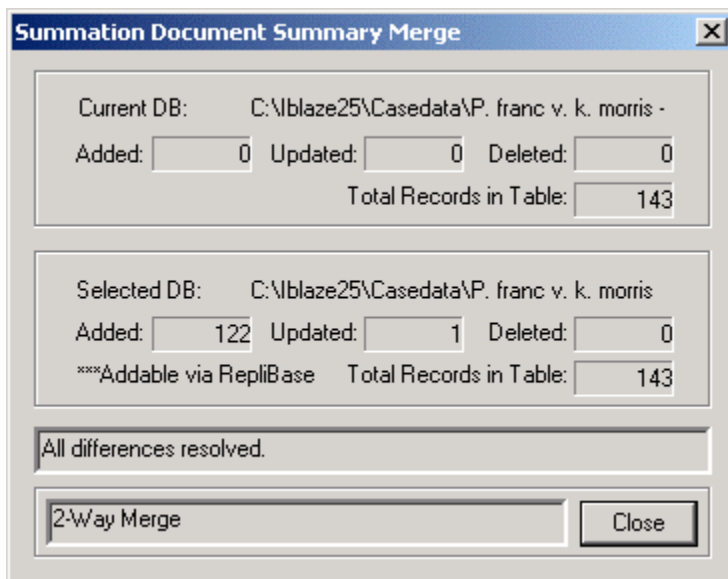 Summation Document Summary Merge
Current DB: C:\Iblaze25\Casedata\P. franc v. k. morris -
Added: 0 Updated: 0 Deleted: 0
Total Records in Table: 143
Selected DB: C:\Iblaze25\Casedata\P. franc v. k. morris
Added: 122 Updated: 1 Deleted: 0
***Addable via RepliBase Total Records in Table: 143
All differences resolved.
2-Way Merge Close